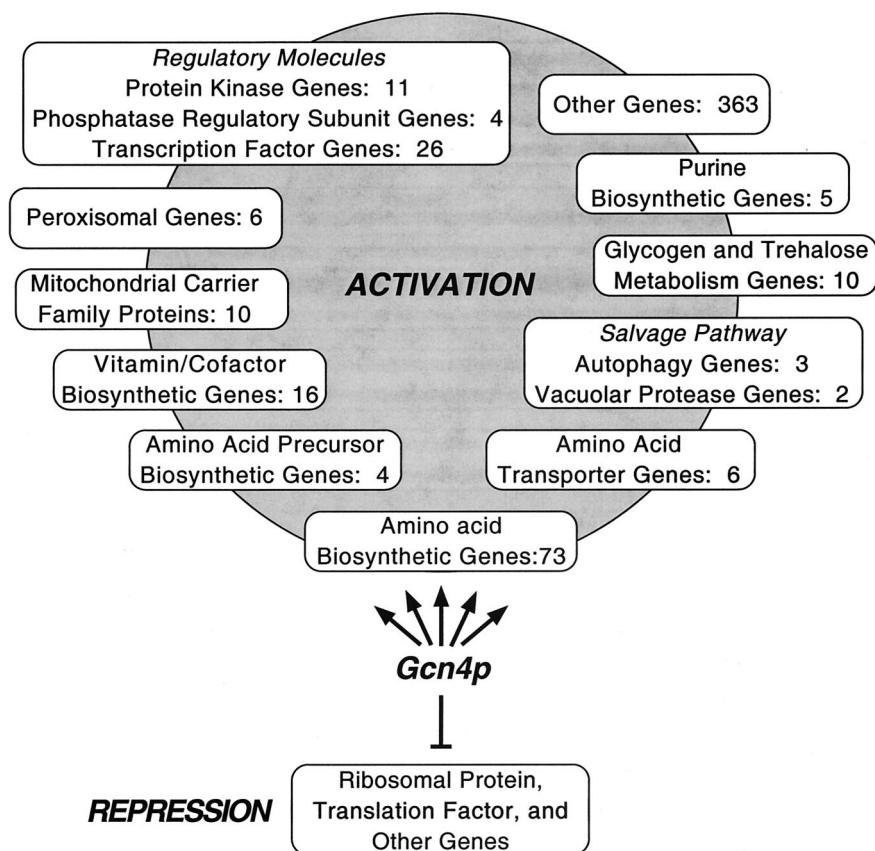 Regulatory Molecules
Protein Kinase Genes: 11
Phosphatase Regulatory Subunit Genes: 4
Transcription Factor Genes: 26
Other Genes: 363
Purine
Biosynthetic Genes: 5
Peroxisomal Genes: 6
Glycogen and Trehalose
Metabolism Genes: 10
ACTIVATION
Mitochondrial Carrier
Family Proteins: 10
Salvage Pathway
Autophagy Genes: 3
Vacuolar Protease Genes: 2
Vitamin/Cofactor
Biosynthetic Genes: 16
Amino Acid Precursor
Biosynthetic Genes: 4
Amino Acid
Transporter Genes: 6
Amino acid
Biosynthetic Genes:73
Gcn4p
REPRESSION
Ribosomal Protein,
Translation Factor, and
Other Genes